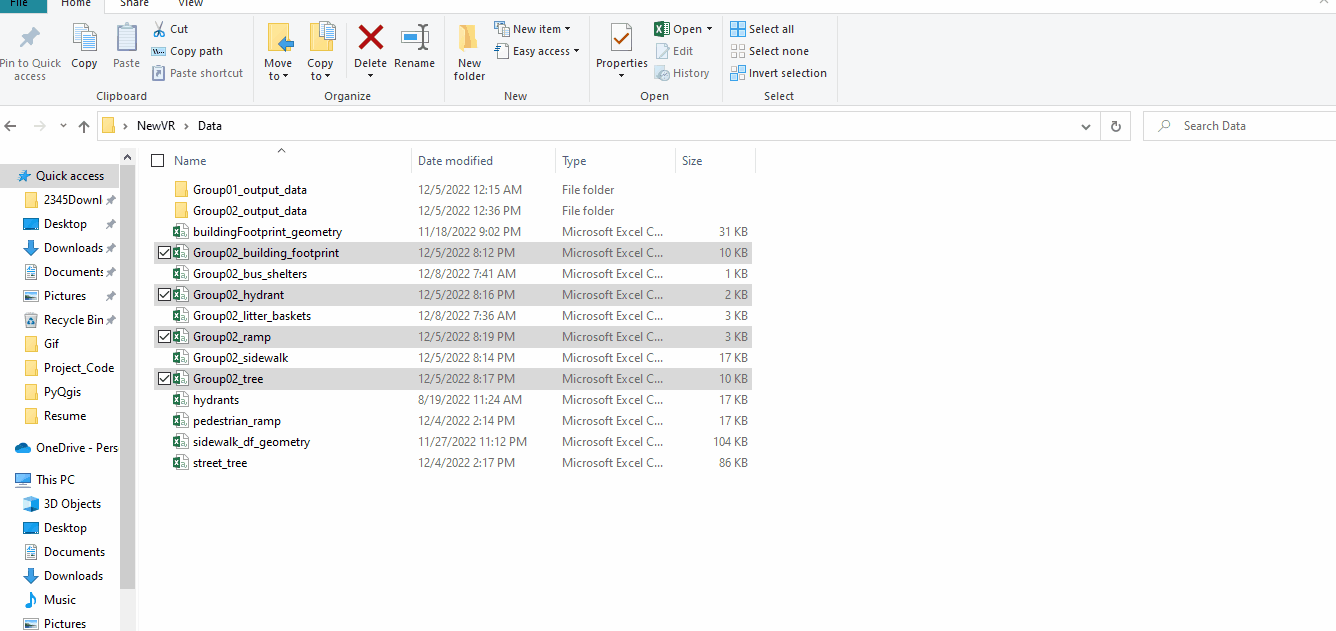 File Home Share View
Pin to Quick access
Copy
Paste
Cut
Copy path
Paste shortcut
Clipboard
Move to
Copy to
Delete
Rename
Organize
New folder
New item
Easy access
New
Properties
Open
Edit
History
Open
Select all
Select none
Invert selection
Select
NewVR Data
Search Data
Name Date modified Type Size
Group01_output_data 12/5/2022 12:15 AM File folder
Group02_output_data 12/5/2022 12:36 PM File folder
buildingFootprint_geometry 11/18/2022 9:02 PM Microsoft Excel C... 31 KB
Group02_building_footprint 12/5/2022 8:12 PM Microsoft Excel C... 10 KB
Group02_bus_shelters 12/8/2022 7:41 AM Microsoft Excel C... 1 KB
Group02_hydrant 12/5/2022 8:16 PM Microsoft Excel C... 2 KB
Group02_litter_baskets 12/8/2022 7:36 AM Microsoft Excel C... 3 KB
Group02_ramp 12/5/2022 8:19 PM Microsoft Excel C... 3 KB
Group02_sidewalk 12/5/2022 8:14 PM Microsoft Excel C... 17 KB
Group02_tree 12/5/2022 8:17 PM Microsoft Excel C... 10 KB
hydrants 8/19/2022 11:24 AM Microsoft Excel C... 17 KB
pedestrian_ramp 12/4/2022 2:14 PM Microsoft Excel C... 17 KB
sidewalk_df_geometry 11/27/2022 11:12 PM Microsoft Excel C... 104 KB
street_tree 12/4/2022 2:17 PM Microsoft Excel C... 86 KB
Quick access
2345Downl
Desktop
Downloads
Documents
Pictures
Recycle Bin
Gif
Project_Code
PyQgis
Resume
OneDrive - Pers
This PC
3D Objects
Desktop
Documents
Downloads
Music
Pictures